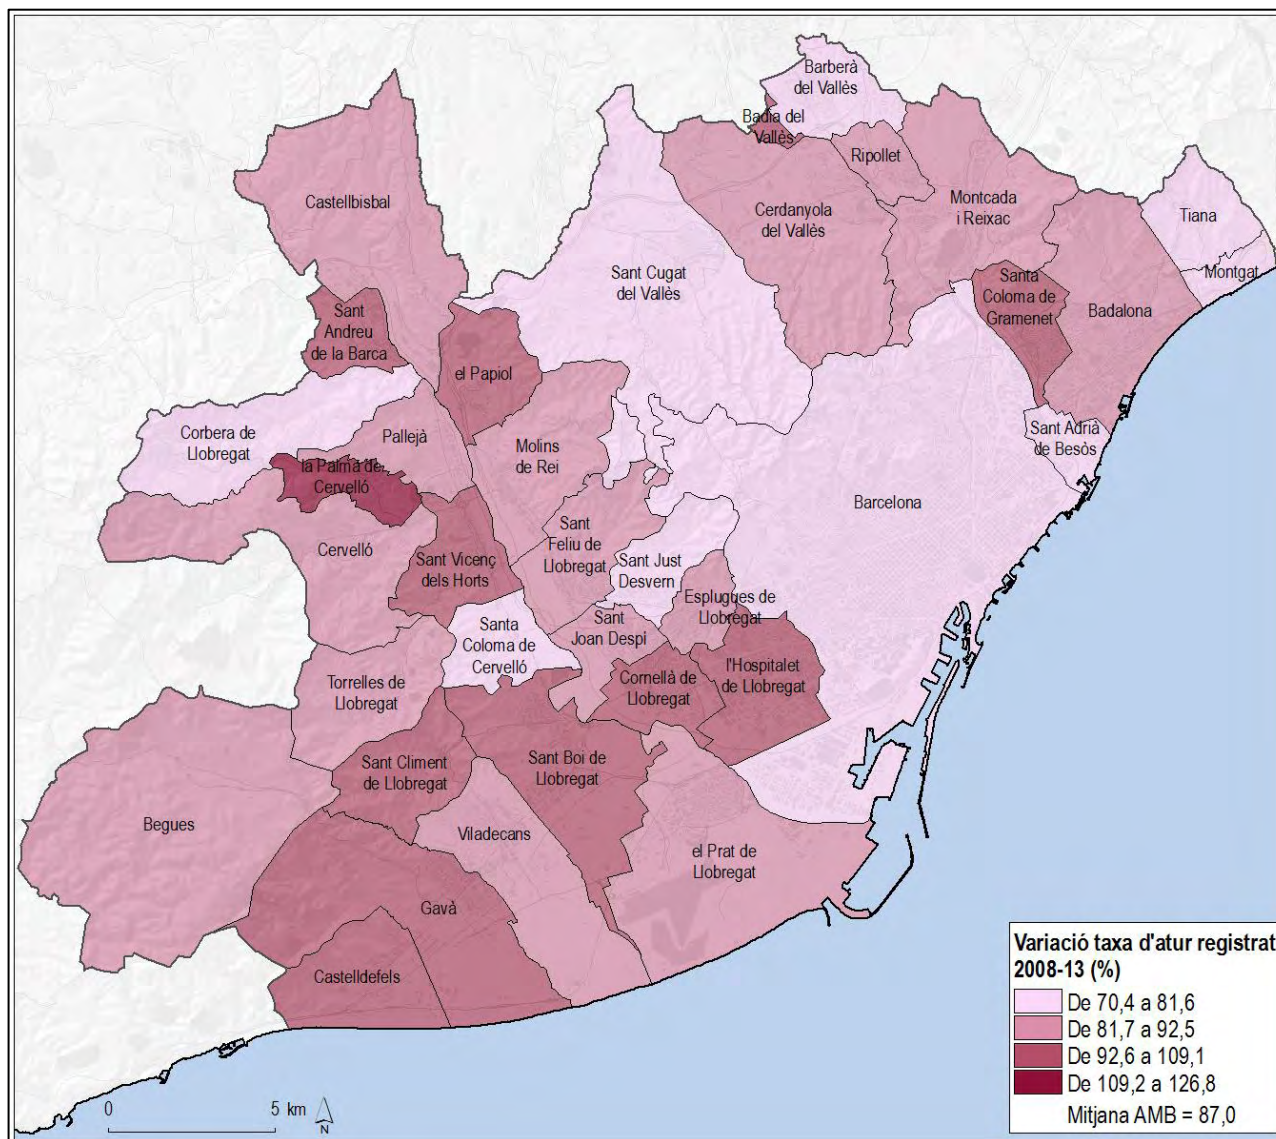 Barberà
del Vallès
Badia del
Vallès
Ripollet
Castellbisbal
Cerdanyola
del Vallès
Montcada
i Reixac
Tiana
Montgat
Sant Cugat
del Vallès
Santa
Coloma de
Gramenet
Badalona
Sant
Andreu
de la Barca
el Papiol
Corbera de
Llobregat
Pallejà
Molins
de Rei
Sant Adrià
de Besòs
la Palma de
Cervelló
Barcelona
Cervelló
Sant Vicenç
dels Horts
Sant
Feliu de
Llobregat
Sant Just
Desvern
Esplugues de
Llobregat
Santa
Coloma de
Cervelló
Sant
Joan Despí
Cornellà de
Llobregat
l'Hospitalet
de Llobregat
Torrelles de
Llobregat
Sant Climent
de Llobregat
Sant Boi de
Llobregat
Begues
Viladecans
el Prat de
Llobregat
Gavà
Castelldefels
Variació taxa d'atur registrat
2008-13 (%)
De 70,4 a 81,6
De 81,7 a 92,5
De 92,6 a 109,1
De 109,2 a 126,8
Mitjana AMB = 87,0
0 5 km
N